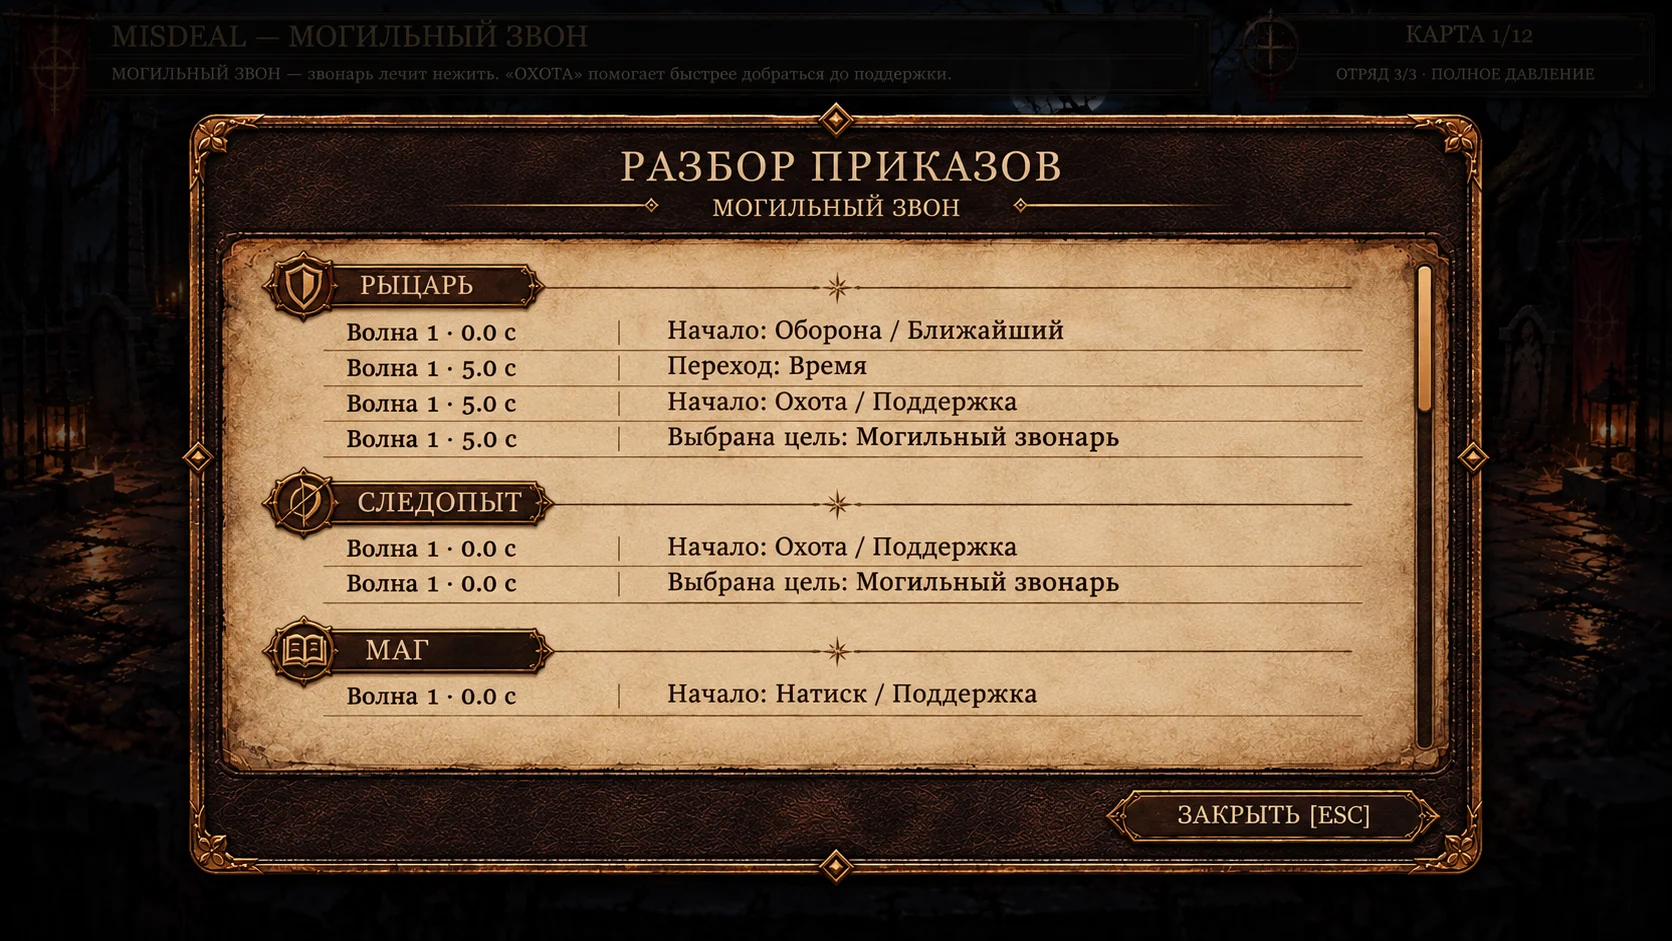 MISDEAL — МОГИЛЬНЫЙ ЗВОН
МОГИЛЬНЫЙ ЗВОН — звонарь лечит нежить. «ОХОТА» помогает быстрее добраться до поддержки.
КАРТА 1/12
ОТРЯД 3/3 · ПОЛНОЕ ДАВЛЕНИЕ
РАЗБОР ПРИКАЗОВ
МОГИЛЬНЫЙ ЗВОН
РЫЦАРЬ
Волна 1 · 0.0 с | Начало: Оборона / Ближайший
Волна 1 · 5.0 с | Переход: Время
Волна 1 · 5.0 с | Начало: Охота / Поддержка
Волна 1 · 5.0 с | Выбрана цель: Могильный звонарь
СЛЕДОПЫТ
Волна 1 · 0.0 с | Начало: Охота / Поддержка
Волна 1 · 0.0 с | Выбрана цель: Могильный звонарь
МАГ
Волна 1 · 0.0 с | Начало: Натиск / Поддержка
ЗАКРЫТЬ [ESC]